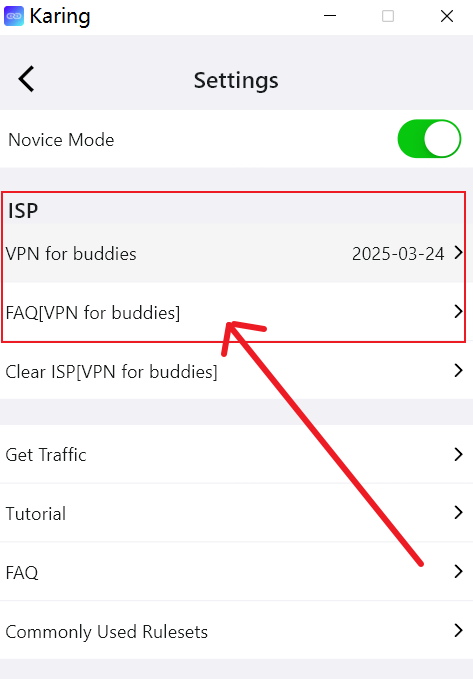 Karing
Settings
Novice Mode
ISP
VPN for buddies 2025-03-24
FAQ[VPN for buddies]
Clear ISP[VPN for buddies]
Get Traffic
Tutorial
FAQ
Commonly Used Rulesets